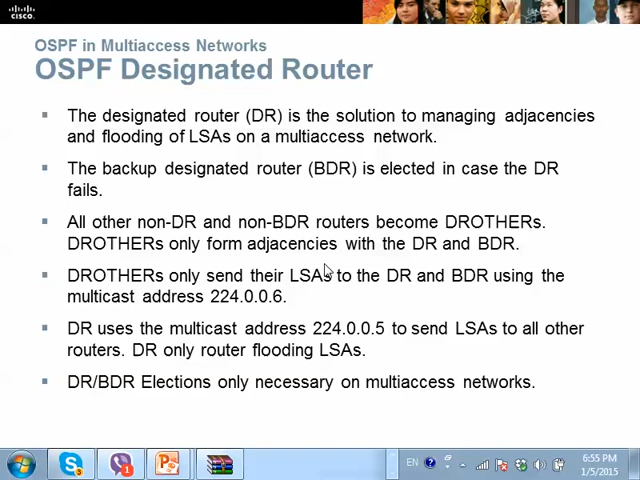 CISCO
OSPF in Multiaccess Networks
OSPF Designated Router
The designated router (DR) is the solution to managing adjacencies
and flooding of LSAs on a multiaccess network.
The backup designated router (BDR) is elected in case the DR
fails.
All other non-DR and non-BDR routers become DROTHERs.
DROTHERs only form adjacencies with the DR and BDR.
DROTHERs only send their LSAs to the DR and BDR using the
multicast address 224.0.0.6.
DR uses the multicast address 224.0.0.5 to send LSAs to all other
routers. DR only router flooding LSAs.
DR/BDR Elections only necessary on multiaccess networks.
EN
6:55 PM
1/5/2015